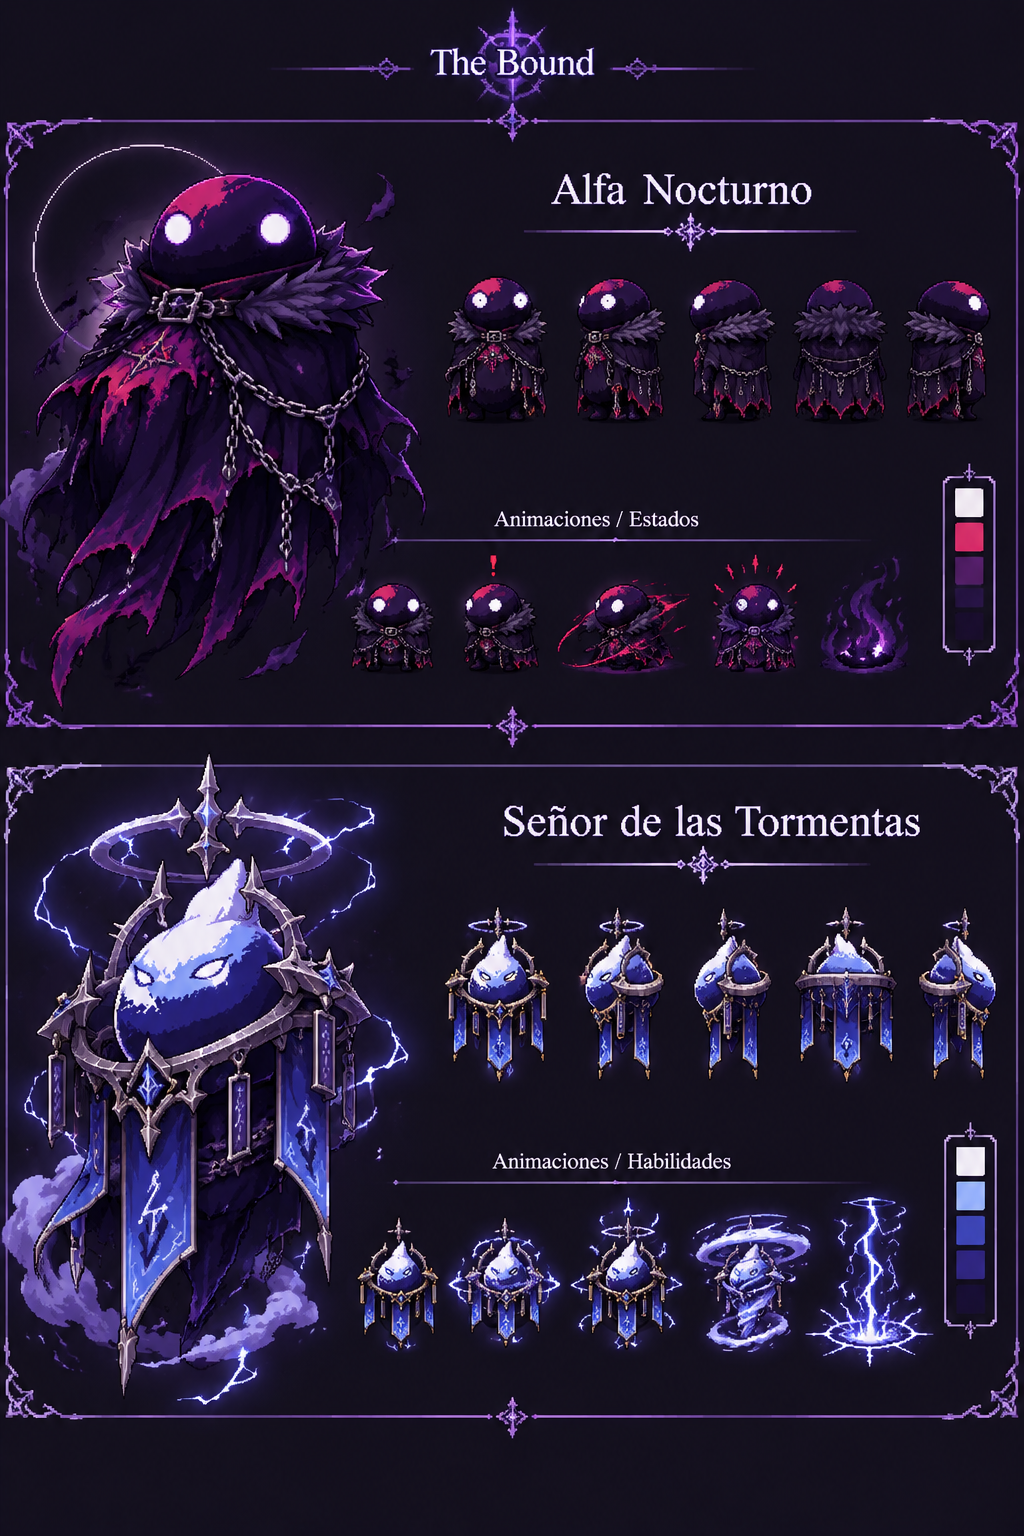 The Bound
Alfa Nocturno
Animaciones / Estados
!
Señor de las Tormentas
Animaciones / Habilidades